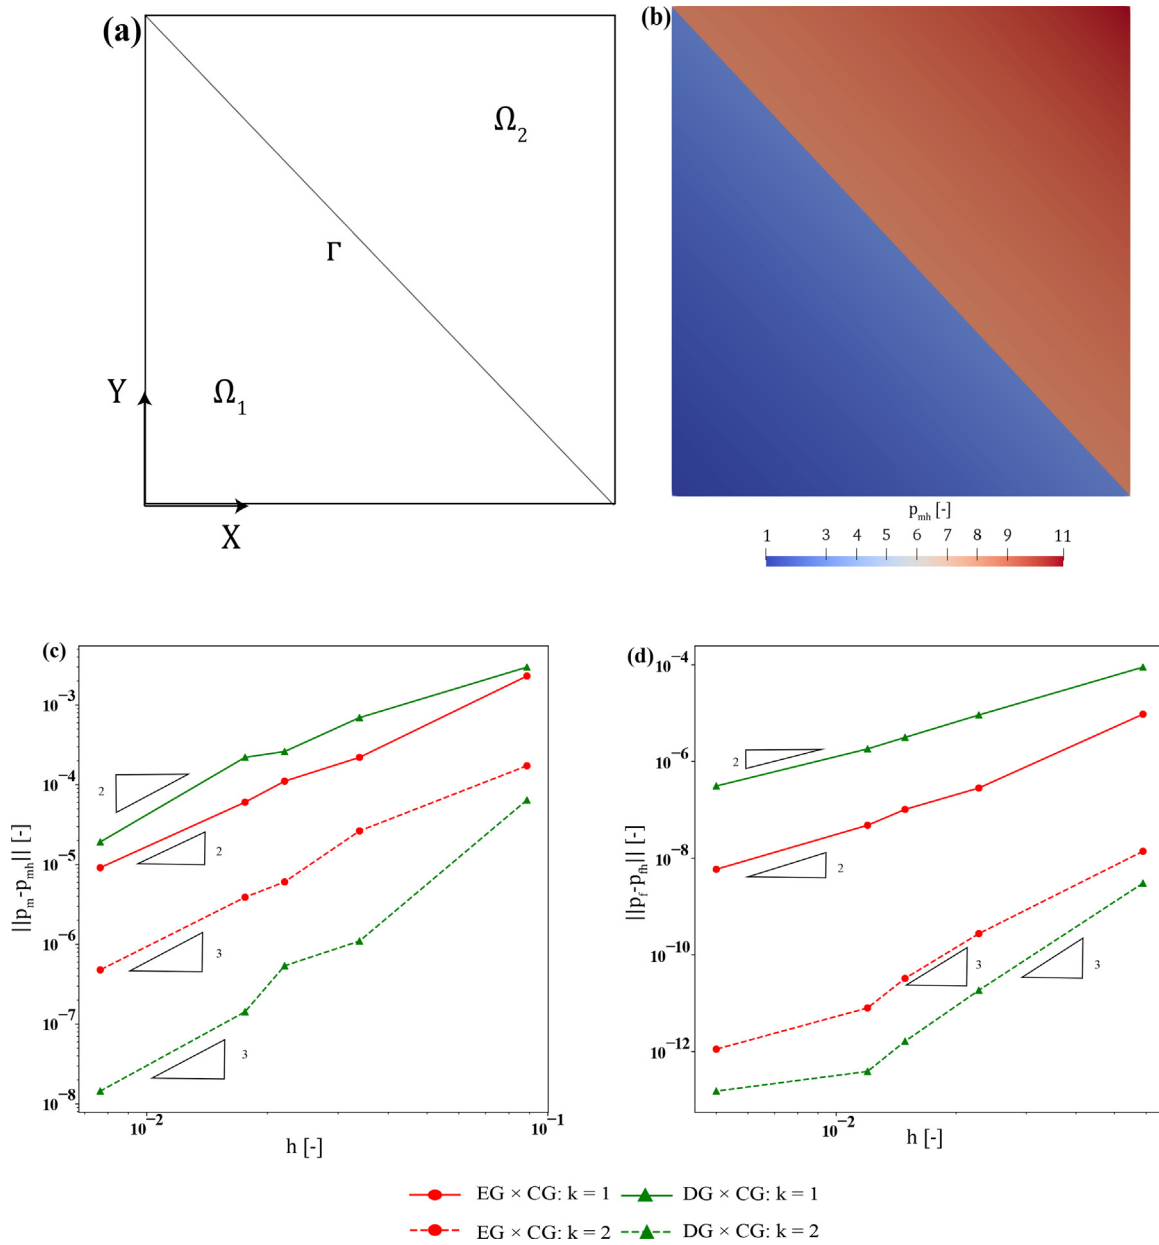 (a)
Ω₂
Γ
Y
Ω₁
X
(b)
pₘₕ [-]
1 3 4 5 6 7 8 9 11
(c)
10⁻³
10⁻⁴
10⁻⁵
10⁻⁶
10⁻⁷
10⁻⁸
||pₘ-pₘₕ|| [-]
2
2
3
3
10⁻² 10⁻¹
h [-]
(d)
10⁻⁴
10⁻⁶
10⁻⁸
10⁻¹⁰
10⁻¹²
||p_f-p_fh|| [-]
2
2
3
3
10⁻²
h [-]
EG × CG: k = 1 DG × CG: k = 1
EG × CG: k = 2 DG × CG: k = 2